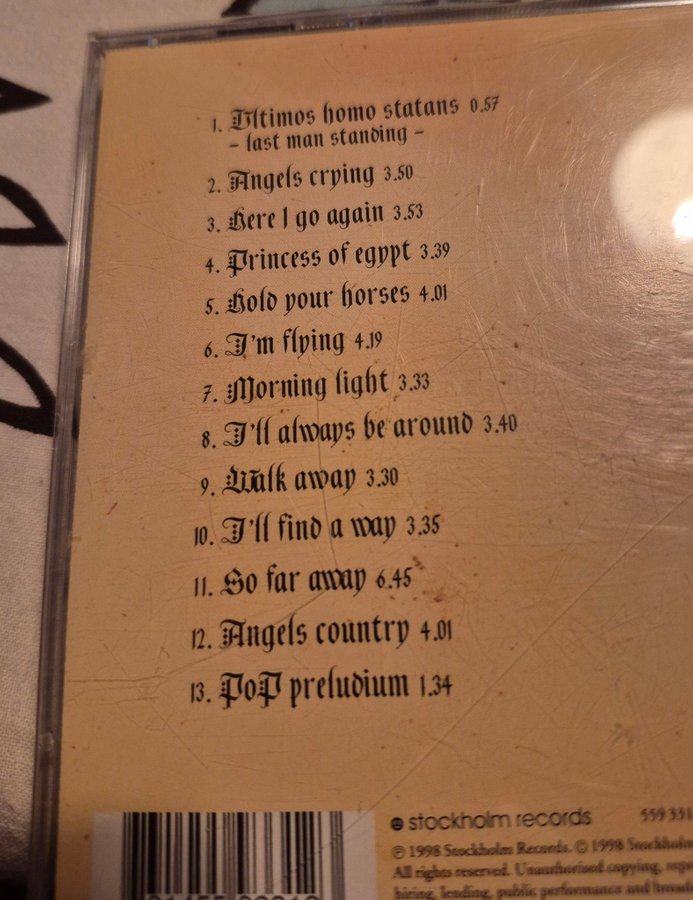 1. Ultimos homo statans 0.57
- last man standing -
2. Angels crying 3.50
3. Here I go again 3.53
4. Princess of egypt 3.39
5. Hold your horses 4.01
6. I'm flying 4.19
7. Morning light 3.33
8. I'll always be around 3.40
9. Walk away 3.30
10. I'll find a way 3.35
11. So far away 6.45
12. Angels country 4.01
13. PoP preludium 1.34
stockholm records 559 331
℗ 1998 Stockholm Records. © 1998 Stockholm
All rights reserved. Unauthorised copying,
hiring, lending, public performance and